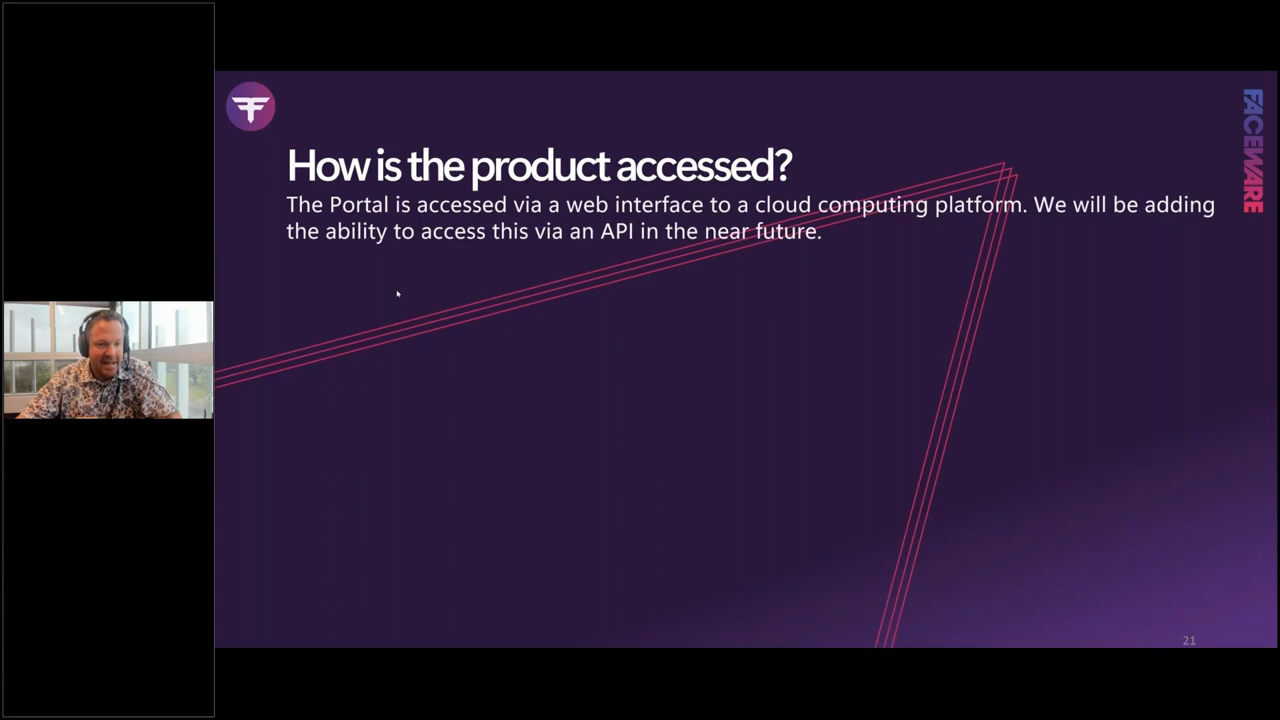 How is the product accessed?
The Portal is accessed via a web interface to a cloud computing platform. We will be adding
the ability to access this via an API in the near future.
FACEWARE
21